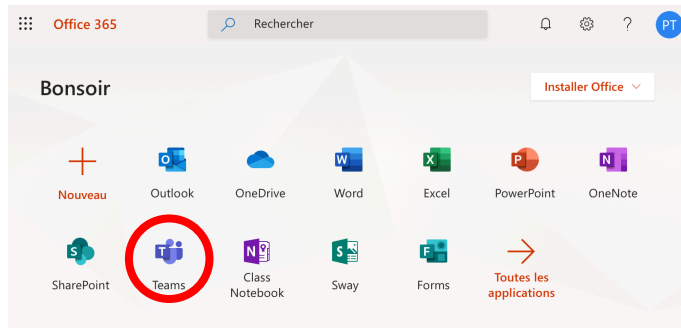 Office 365
Rechercher
?
PT
Bonsoir
Installer Office
Nouveau
Outlook
OneDrive
Word
Excel
PowerPoint
OneNote
SharePoint
Teams
Class
Notebook
Sway
Forms
Toutes les
applications